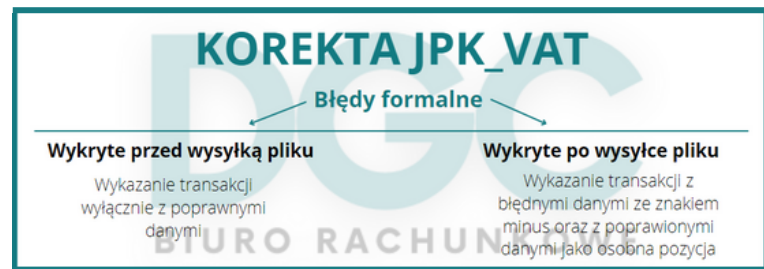 KOREKTA JPK_VAT
Błędy formalne
Wykryte przed wysyłką pliku
Wykazanie transakcji
wyłącznie z poprawnymi
danymi
Wykryte po wysyłce pliku
Wykazanie transakcji z
błędnymi danymi ze znakiem
minus oraz z poprawionymi
danymi jako osobna pozycja
DGC
BIURO RACHUNKOWE